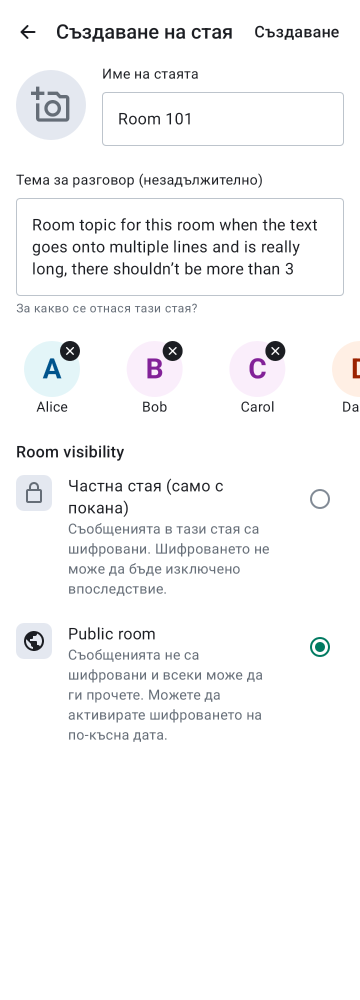 Създаване на стая
Създаване
Име на стаята
Room 101
Тема за разговор (незадължително)
Room topic for this room when the text
goes onto multiple lines and is really
long, there shouldn’t be more than 3
За какво се отнася тази стая?
A B C
Alice Bob Carol Da
Room visibility
Частна стая (само с
покана)
Съобщенията в тази стая са
шифровани. Шифроването не
може да бъде изключено
впоследствие.
Public room
Съобщенията не са
шифровани и всеки може да
ги прочете. Можете да
активирате шифроването на
по-късна дата.